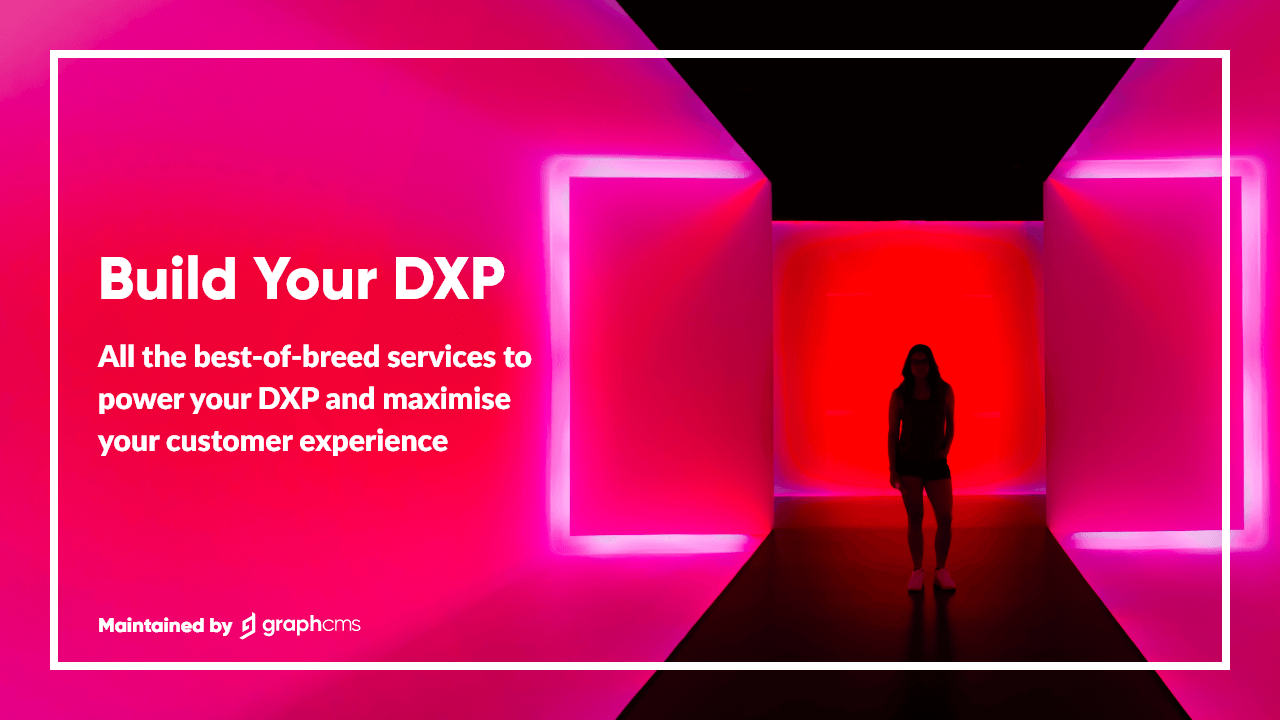 Build Your DXP
All the best-of-breed services to
power your DXP and maximise
your customer experience
Maintained by graphcms